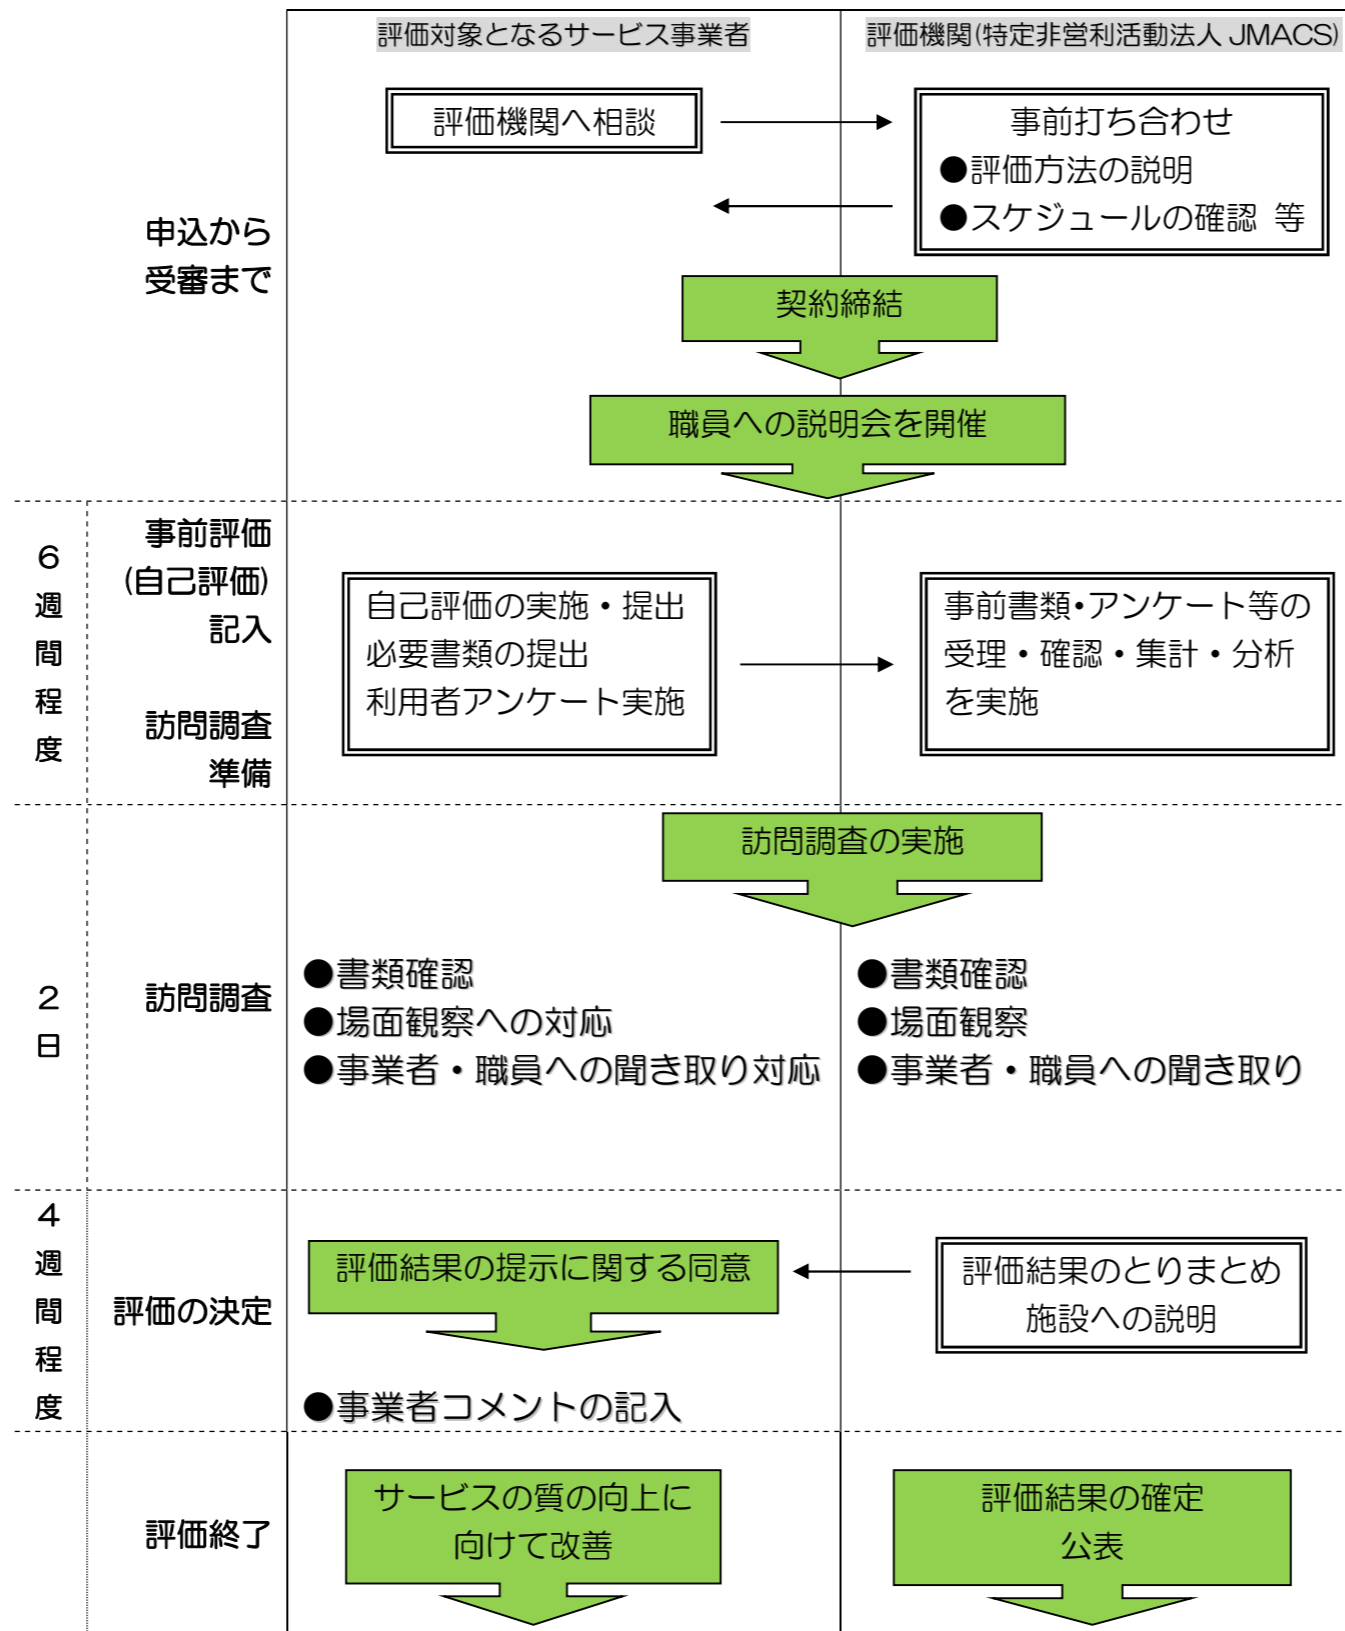 評価対象となるサービス事業者
評価機関(特定非営利活動法人 JMACS)
申込から
受審まで
評価機関へ相談
事前打ち合わせ
●評価方法の説明
●スケジュールの確認 等
契約締結
職員への説明会を開催
6
週
間
程
度
事前評価
(自己評価)
記入
訪問調査
準備
自己評価の実施・提出
必要書類の提出
利用者アンケート実施
事前書類・アンケート等の
受理・確認・集計・分析
を実施
訪問調査の実施
2
日
訪問調査
●書類確認
●場面観察への対応
●事業者・職員への聞き取り対応
●書類確認
●場面観察
●事業者・職員への聞き取り
4
週
間
程
度
評価の決定
評価結果の提示に関する同意
評価結果のとりまとめ
施設への説明
●事業者コメントの記入
評価終了
サービスの質の向上に
向けて改善
評価結果の確定
公表